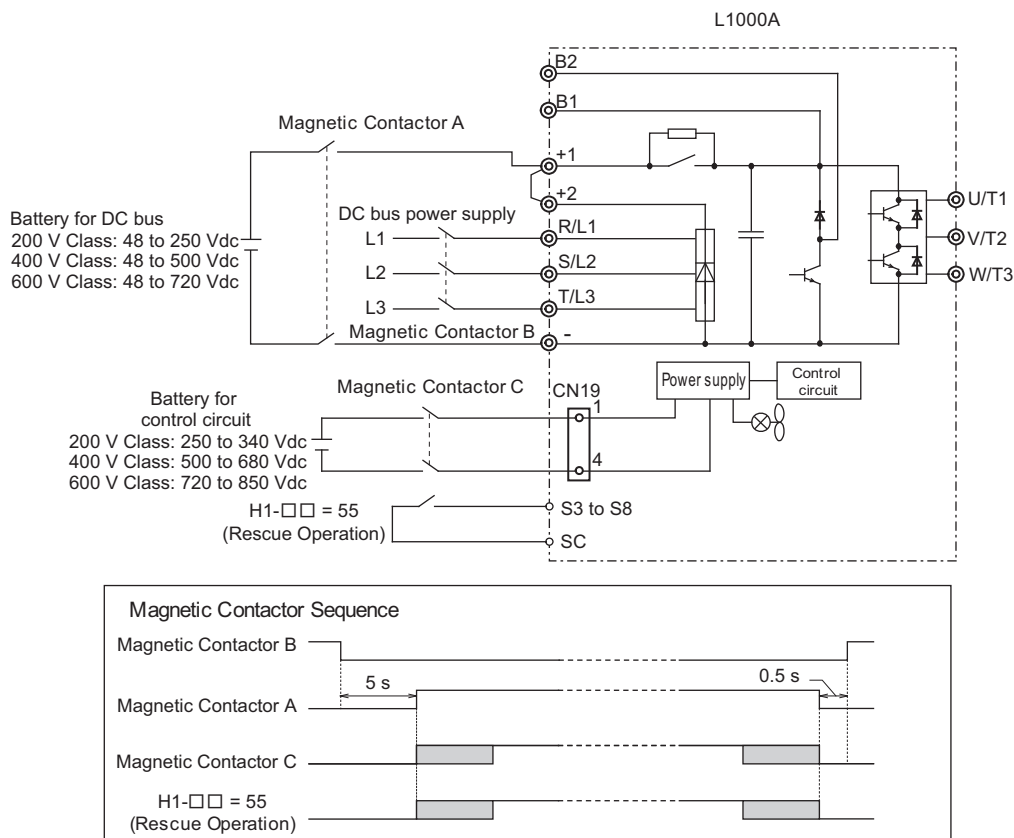 L1000A
B2
B1
Magnetic Contactor A
+1
+2
Battery for DC bus
200 V Class: 48 to 250 Vdc
400 V Class: 48 to 500 Vdc
600 V Class: 48 to 720 Vdc
DC bus power supply
L1
R/L1
L2
S/L2
L3
T/L3
Magnetic Contactor B
-
U/T1
V/T2
W/T3
Battery for
control circuit
200 V Class: 250 to 340 Vdc
400 V Class: 500 to 680 Vdc
600 V Class: 720 to 850 Vdc
Magnetic Contactor C
CN19
1
4
Power supply
Control
circuit
H1-□□ = 55
(Rescue Operation)
S3 to S8
SC
Magnetic Contactor Sequence
Magnetic Contactor B
5 s
0.5 s
Magnetic Contactor A
Magnetic Contactor C
H1-□□ = 55
(Rescue Operation)